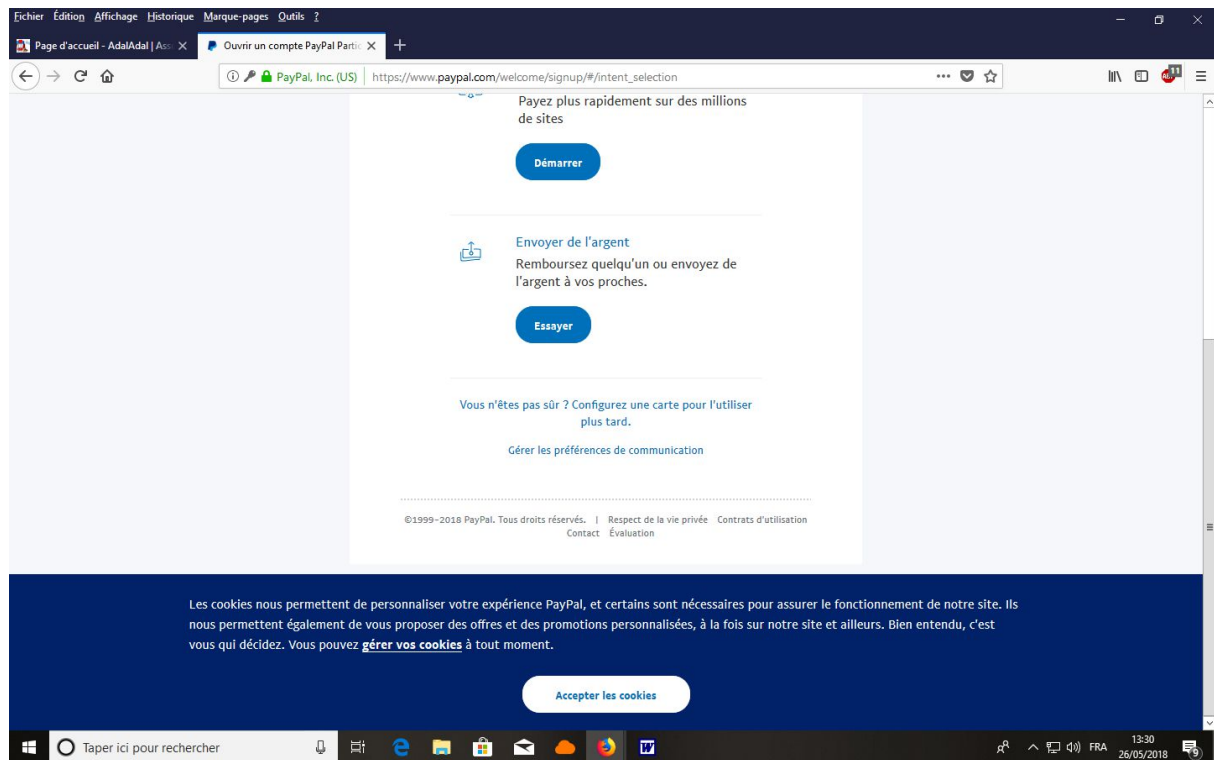 Fichier Édition Affichage Historique Marque-pages Outils ?
Page d'accueil - AdalAdal | Ass
Ouvrir un compte PayPal Partic
PayPal, Inc. (US) https://www.paypal.com/welcome/signup/#/intent_selection
11
Payez plus rapidement sur des millions
de sites
Démarrer
Envoyer de l'argent
Remboursez quelqu'un ou envoyez de
l'argent à vos proches.
Essayer
Vous n'êtes pas sûr ? Configurez une carte pour l'utiliser
plus tard.
Gérer les préférences de communication
©1999-2018 PayPal. Tous droits réservés. | Respect de la vie privée Contrats d'utilisation
Contact Évaluation
Les cookies nous permettent de personnaliser votre expérience PayPal, et certains sont nécessaires pour assurer le fonctionnement de notre site. Ils
nous permettent également de vous proposer des offres et des promotions personnalisées, à la fois sur notre site et ailleurs. Bien entendu, c'est
vous qui décidez. Vous pouvez gérer vos cookies à tout moment.
Accepter les cookies
Taper ici pour rechercher
FRA
13:30
26/05/2018
9